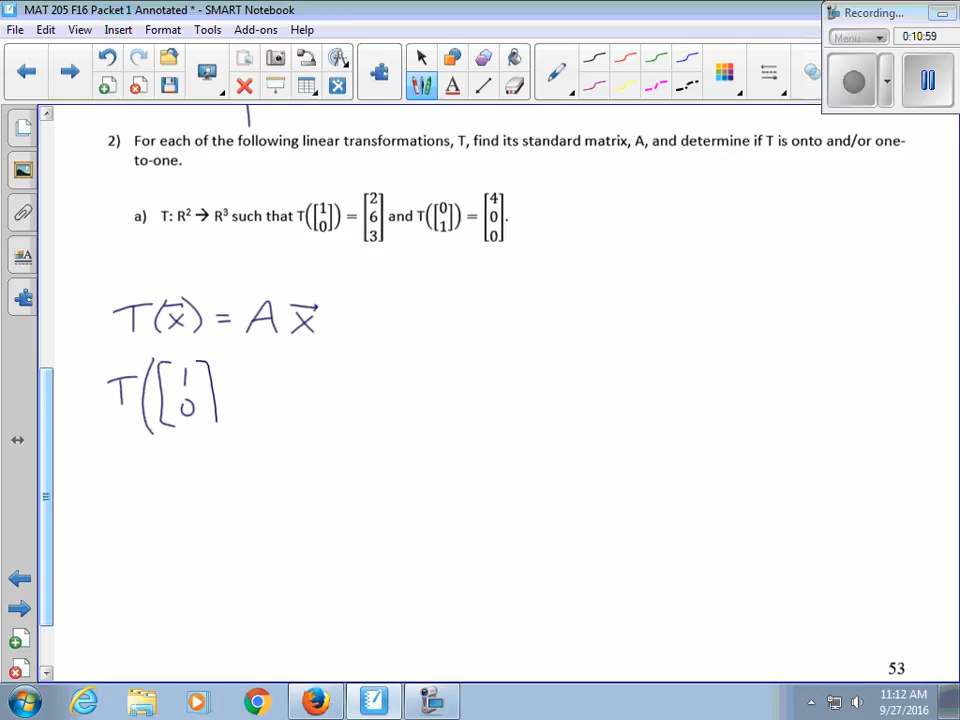 MAT 205 F16 Packet 1 Annotated * - SMART Notebook
File Edit View Insert Format Tools Add-ons Help
Recording...
Menu
0:10:59
2) For each of the following linear transformations, T, find its standard matrix, A, and determine if T is onto and/or one-
to-one.
a) T: R² → R³ such that T([1 0]) = [2 6 3] and T([0 1]) = [4 0 0].
T(x⃗) = A x⃗
T([1 0]
53
11:12 AM
9/27/2016